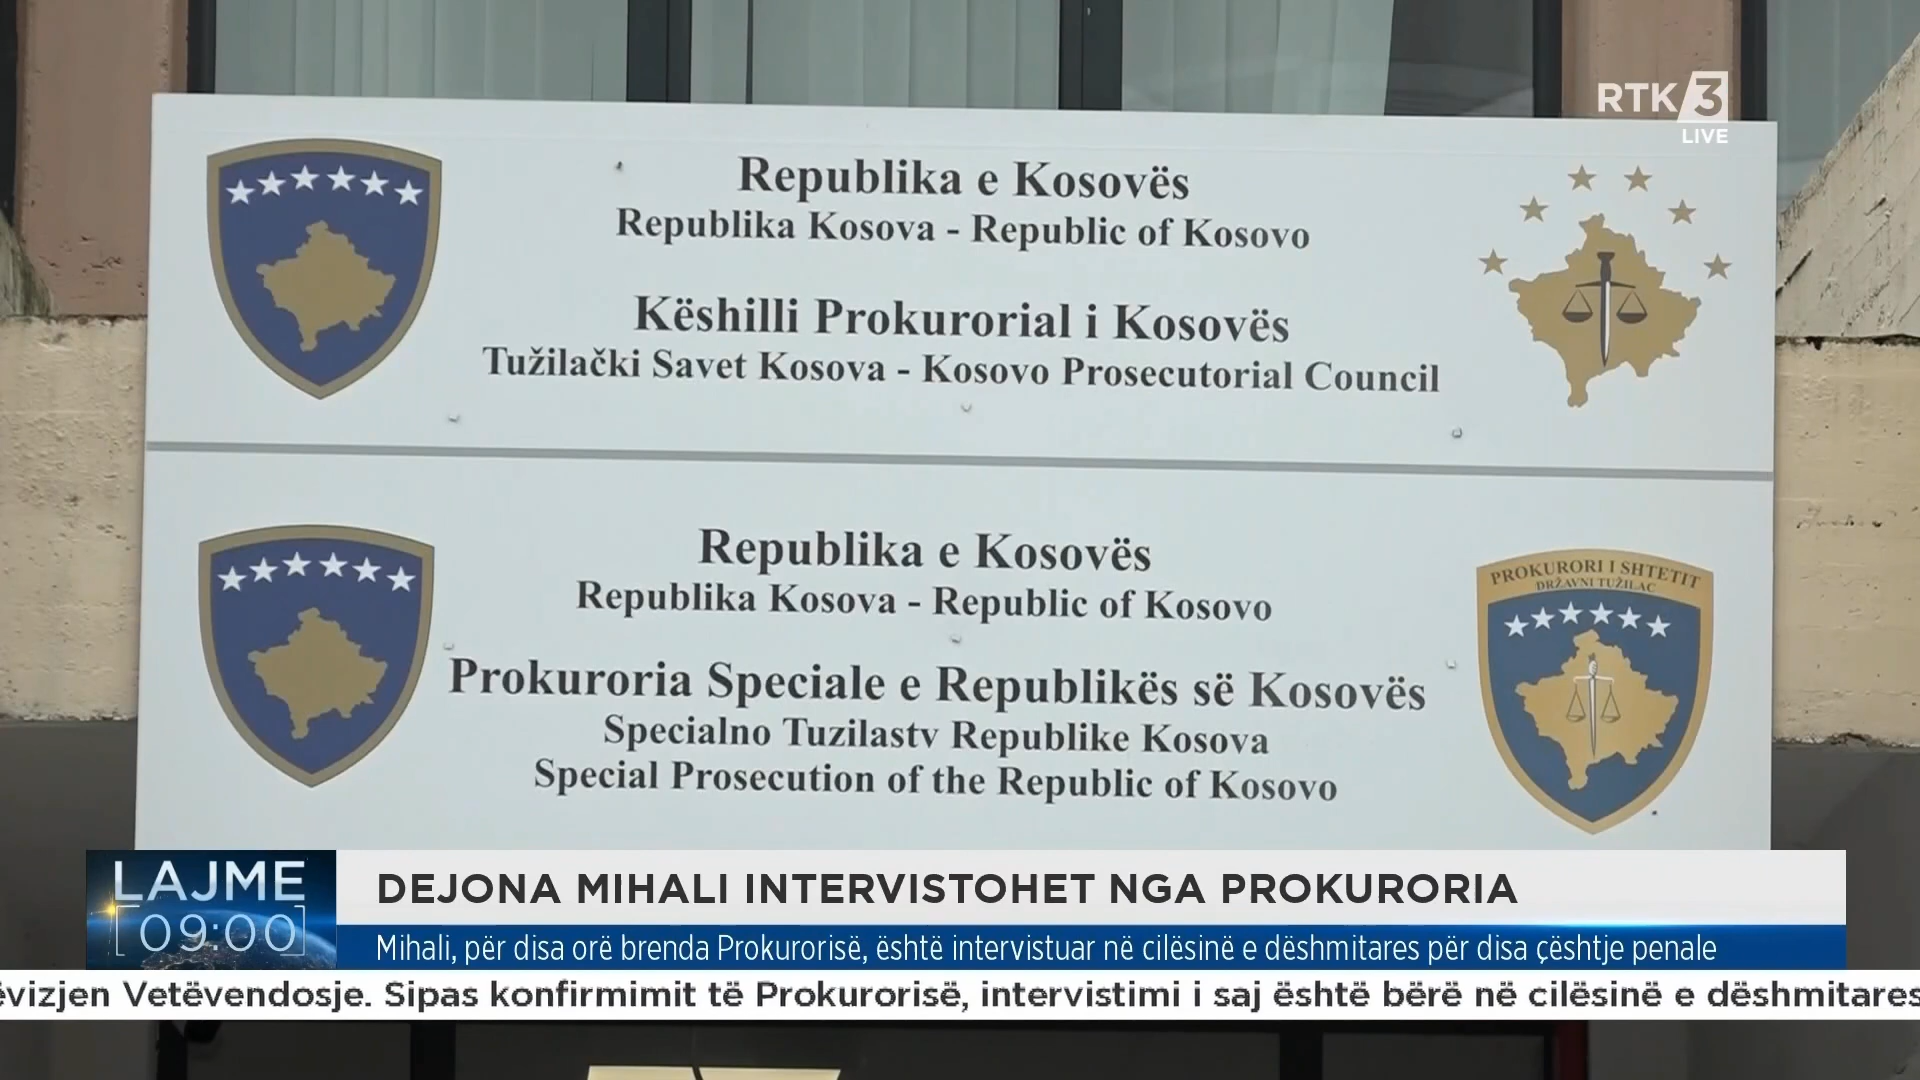 RTK 3
LIVE
Republika e Kosovës
Republika Kosova - Republic of Kosovo
Këshilli Prokurorial i Kosovës
Tužilački Savet Kosova - Kosovo Prosecutorial Council
Republika e Kosovës
Republika Kosova - Republic of Kosovo
PROKURORI I SHTETIT
DRŽAVNI TUŽILAC
Prokuroria Speciale e Republikës së Kosovës
Specialno Tuzilastv Republike Kosova
Special Prosecution of the Republic of Kosovo
LAJME
09:00
DEJONA MIHALI INTERVISTOHET NGA PROKURORIA
Mihali, për disa orë brenda Prokurorisë, është intervistuar në cilësinë e dëshmitares për disa çështje penale
ëvizjen Vetëvendosje. Sipas konfirmimit të Prokurorisë, intervistimi i saj është bërë në cilësinë e dëshmitares